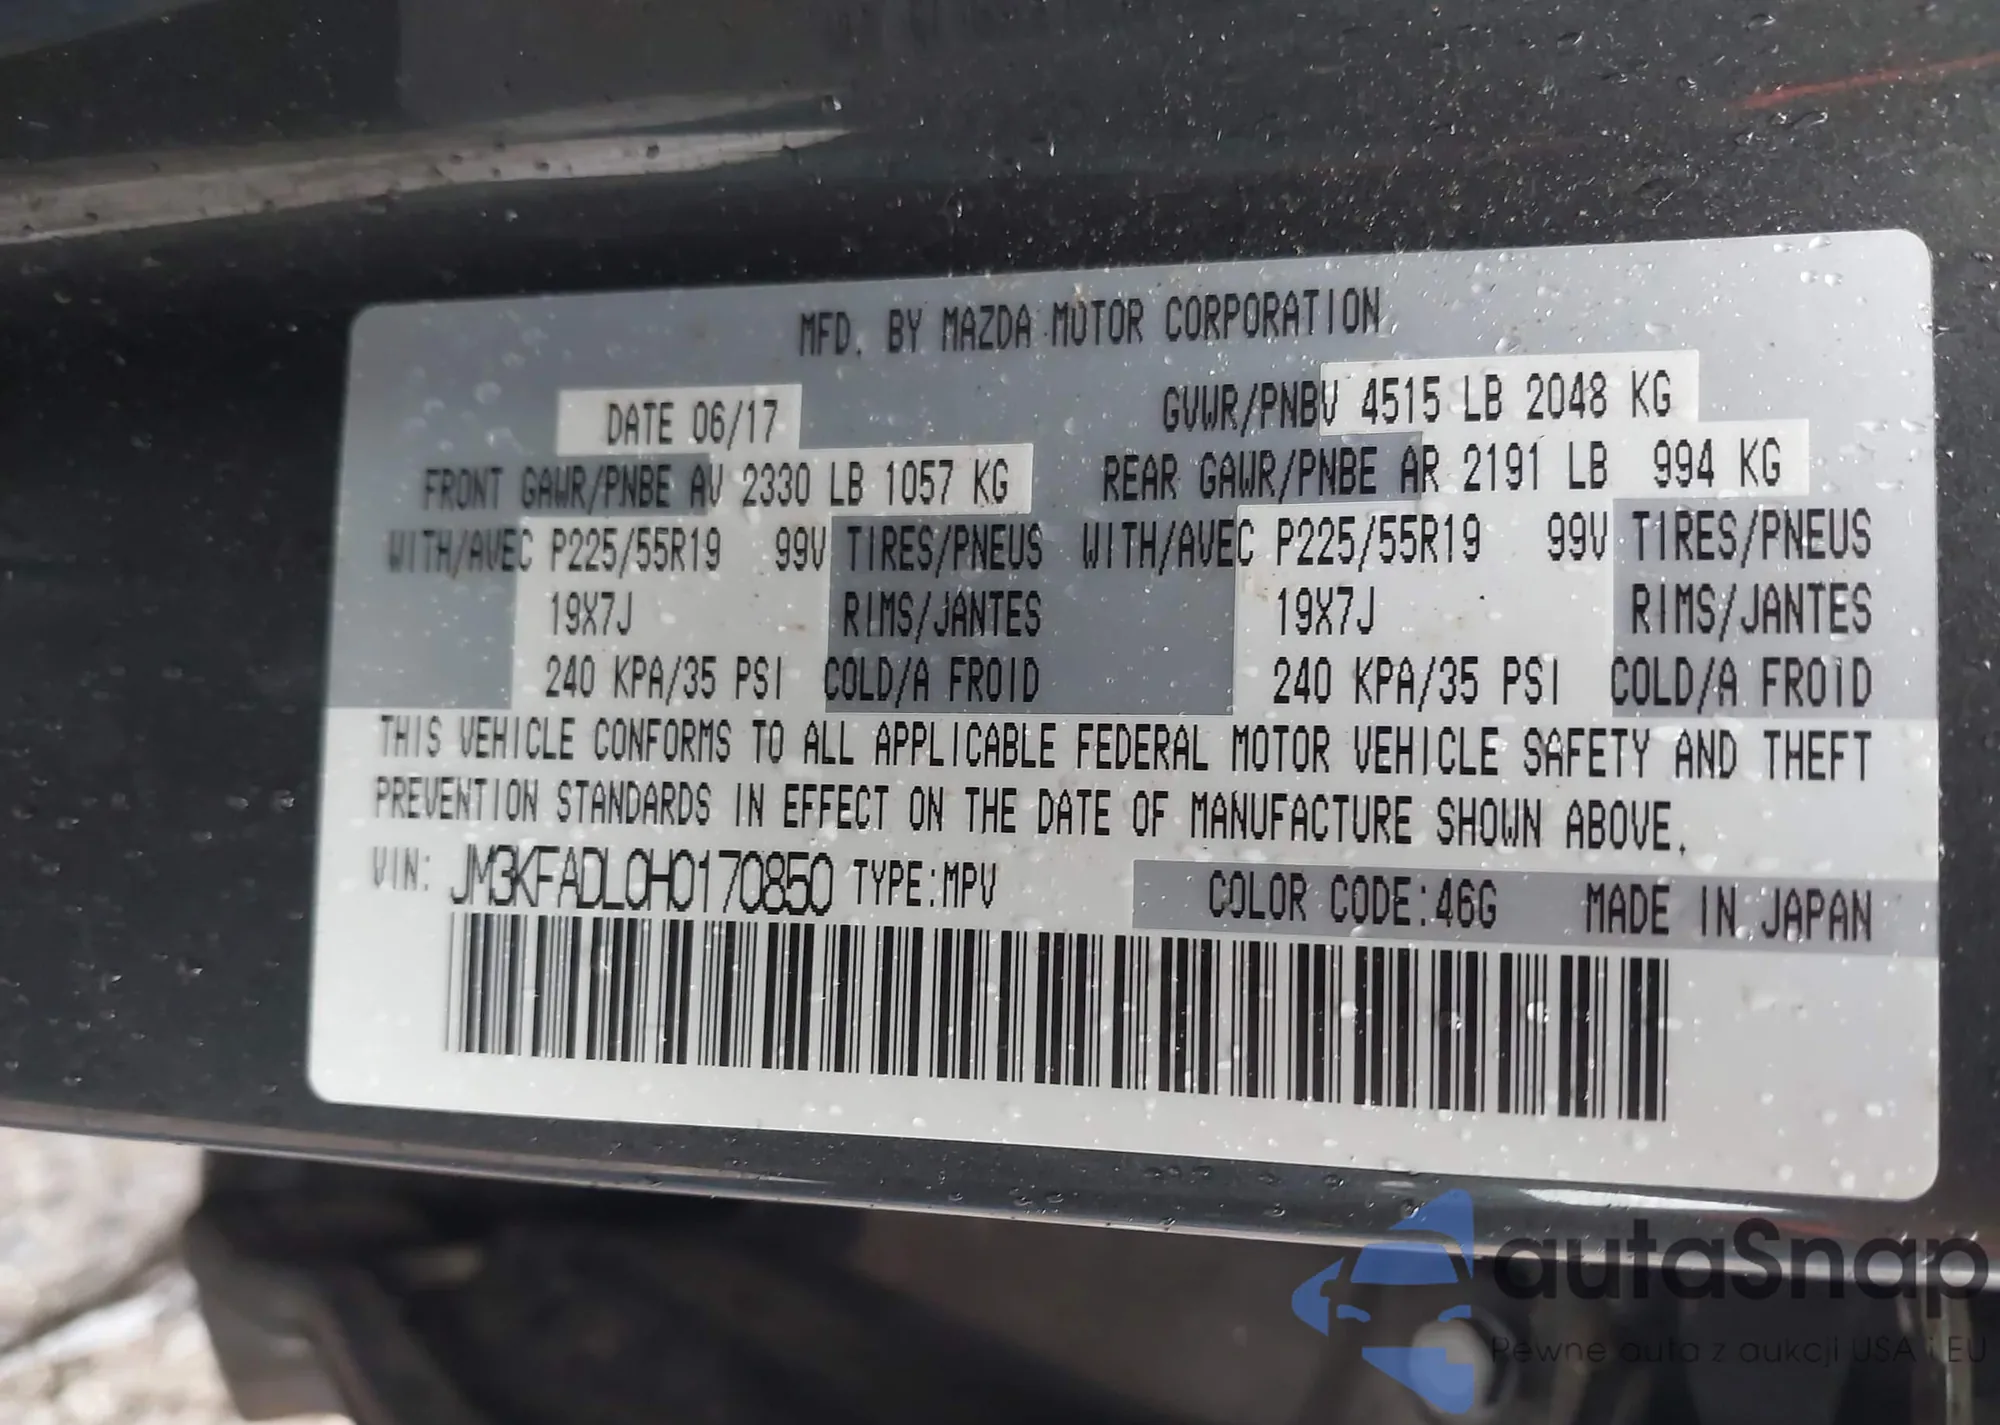 MFD. BY MAZDA MOTOR CORPORATION
DATE 06/17 GVWR/PNBV 4515 LB 2048 KG
FRONT GAWR/PNBE AV 2330 LB 1057 KG REAR GAWR/PNBE AR 2191 LB 994 KG
WITH/AVEC P225/55R19 99V TIRES/PNEUS WITH/AVEC P225/55R19 99V TIRES/PNEUS
19X7J RIMS/JANTES 19X7J RIMS/JANTES
240 KPA/35 PSI COLD/A FROID 240 KPA/35 PSI COLD/A FROID
THIS VEHICLE CONFORMS TO ALL APPLICABLE FEDERAL MOTOR VEHICLE SAFETY AND THEFT
PREVENTION STANDARDS IN EFFECT ON THE DATE OF MANUFACTURE SHOWN ABOVE.
VIN: JM3KFADL0H0170850 TYPE:MPV COLOR CODE:46G MADE IN JAPAN
autaSnap
Pewne auta z aukcji USA i EU